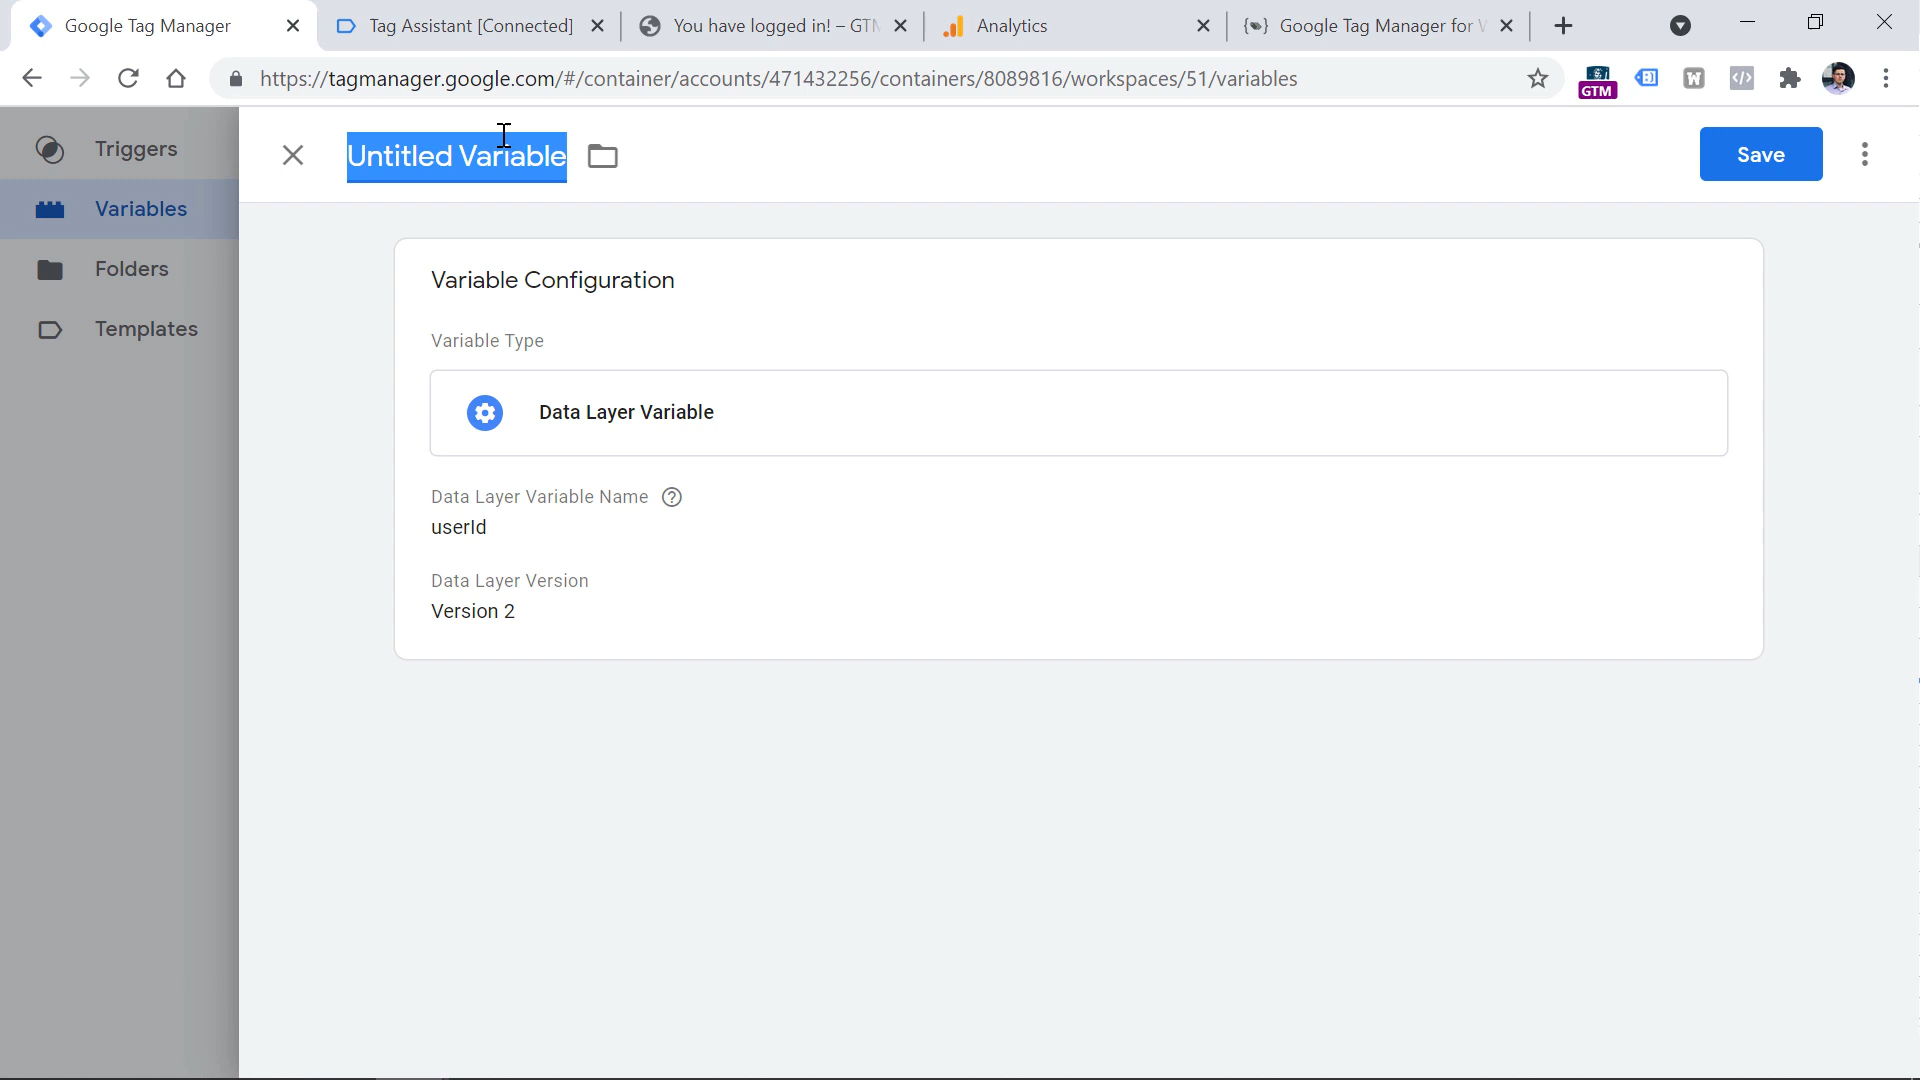 Google Tag Manager
Tag Assistant [Connected]
You have logged in! – GTM
Analytics
Google Tag Manager for W
https://tagmanager.google.com/#/container/accounts/471432256/containers/8089816/workspaces/51/variables
GTM
W
Triggers
Variables
Folders
Templates
Untitled Variable
Save
Variable Configuration
Variable Type
Data Layer Variable
Data Layer Variable Name
userId
Data Layer Version
Version 2